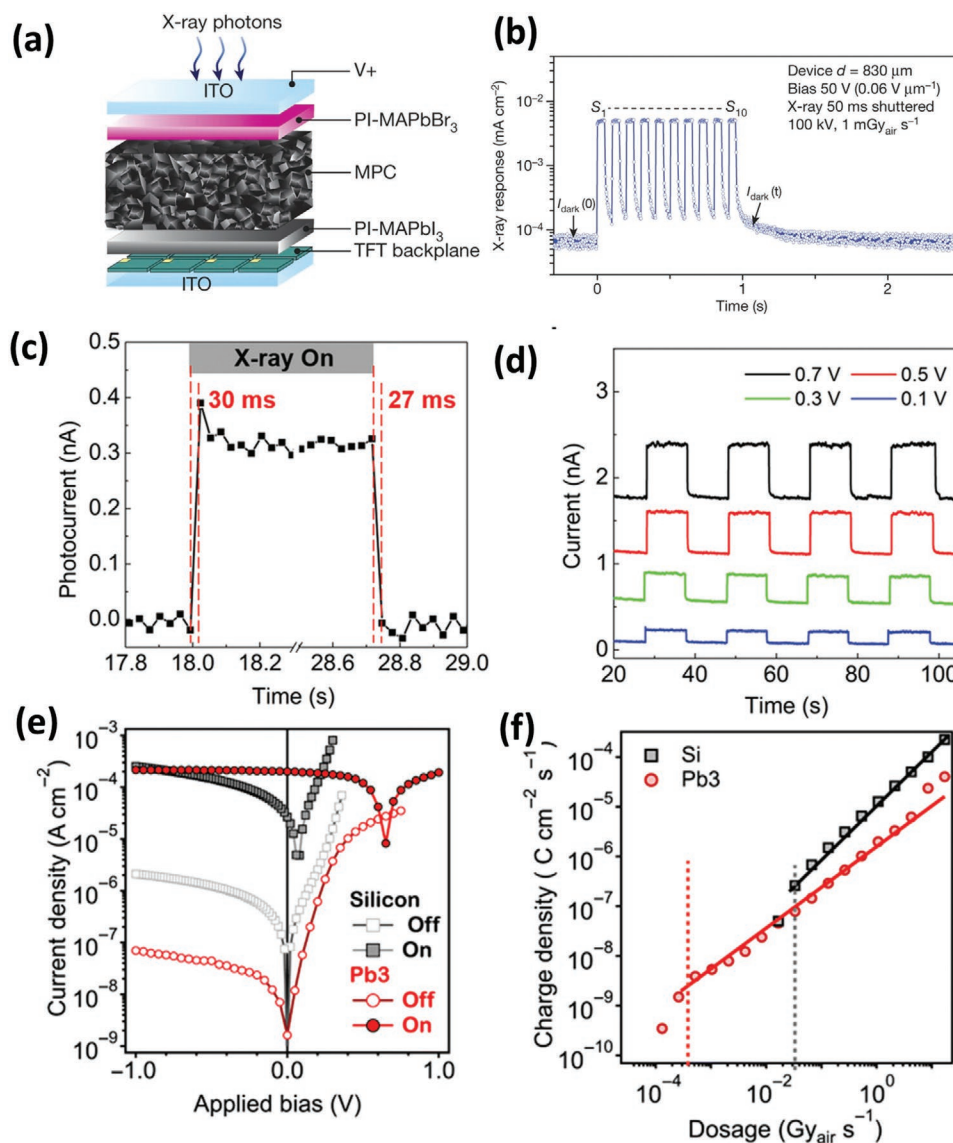 (a)
X-ray photons
ITO
V+
PI-MAPbBr₃
MPC
PI-MAPbI₃
TFT backplane
ITO
(b)
Device d = 830 μm
Bias 50 V (0.06 V μm⁻¹)
X-ray 50 ms shuttered
100 kV, 1 mGyₐᵢᵣ s⁻¹
S₁
S₁₀
I_dark (0)
I_dark (t)
X-ray response (mA cm⁻²)
10⁻²
10⁻³
10⁻⁴
0
1
2
Time (s)
(c)
X-ray On
30 ms
27 ms
Photocurrent (nA)
0.5
0.4
0.3
0.2
0.1
0.0
17.8 18.0 18.2 28.6 28.8 29.0
Time (s)
(d)
0.7 V 0.5 V
0.3 V 0.1 V
Current (nA)
3
2
1
0
20 40 60 80 100
Time (s)
(e)
Current density (A cm⁻²)
10⁻³
10⁻⁴
10⁻⁵
10⁻⁶
10⁻⁷
10⁻⁸
10⁻⁹
Silicon
Off
On
Pb3
Off
On
−1.0 0.0 1.0
Applied bias (V)
(f)
Si
Pb3
Charge density ( C cm⁻² s⁻¹)
10⁻⁴
10⁻⁵
10⁻⁶
10⁻⁷
10⁻⁸
10⁻⁹
10⁻¹⁰
10⁻⁴ 10⁻² 10⁰
Dosage (Gyₐᵢᵣ s⁻¹)